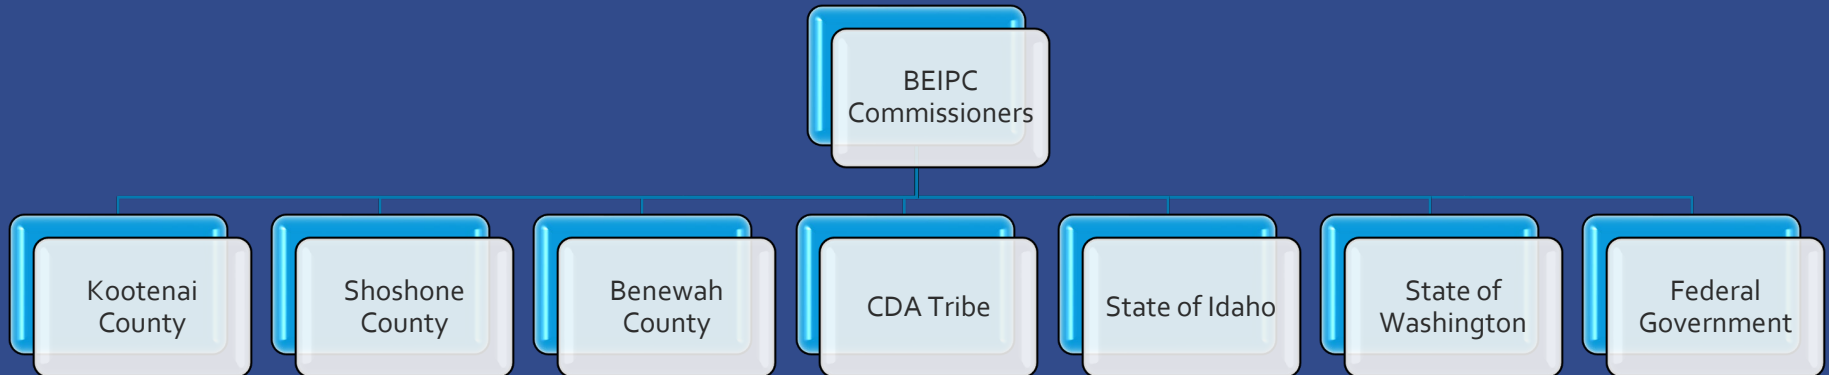 BEIPC
Commissioners
Kootenai
County
Shoshone
County
Benewah
County
CDA Tribe
State of Idaho
State of
Washington
Federal
Government